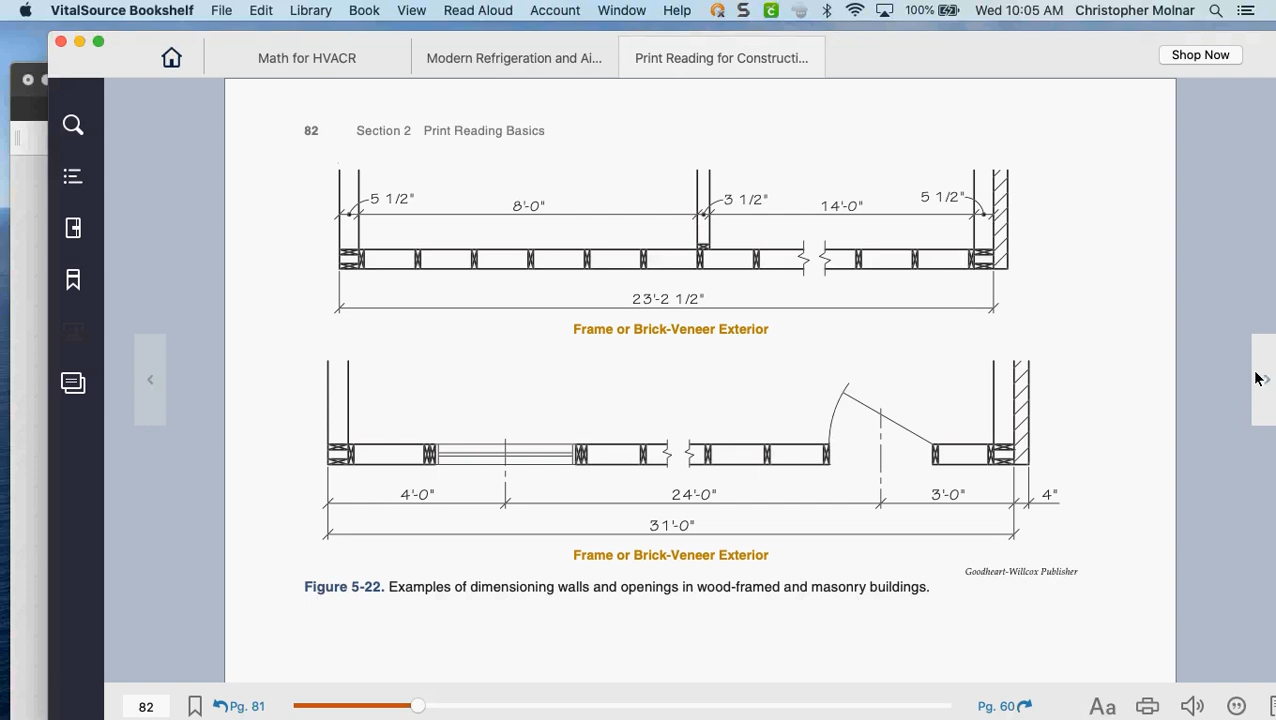 VitalSource Bookshelf File Edit Library Book View Read Aloud Account Window Help 100% Wed 10:05 AM Christopher Molnar
Math for HVACR Modern Refrigeration and Ai... Print Reading for Constructi... Shop Now
82 Section 2 Print Reading Basics
5 1/2" 8'-0" 3 1/2" 14'-0" 5 1/2"
23'-2 1/2"
Frame or Brick-Veneer Exterior
4'-0" 24'-0" 3'-0" 4"
31'-0"
Frame or Brick-Veneer Exterior
Goodheart-Willcox Publisher
Figure 5-22. Examples of dimensioning walls and openings in wood-framed and masonry buildings.
82 Pg. 81 Pg. 60 Aa